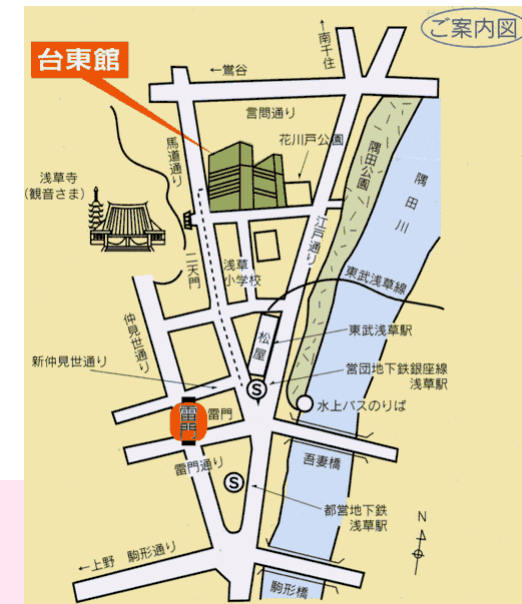 ご案内図
↑南千住
台東館
←鶯谷
言問通り
馬道通り
花川戸公園
隅田公園
隅田川
浅草寺
(観音さま)
二天門
浅草
小学校
江戸通り
東武浅草線
仲見世通り
松屋
東武浅草駅
新仲見世通り
営団地下鉄銀座線
浅草駅
S
水上バスのりば
雷門
雷門
雷門通り
吾妻橋
S
都営地下鉄
浅草駅
N
←上野 駒形通り
駒形橋